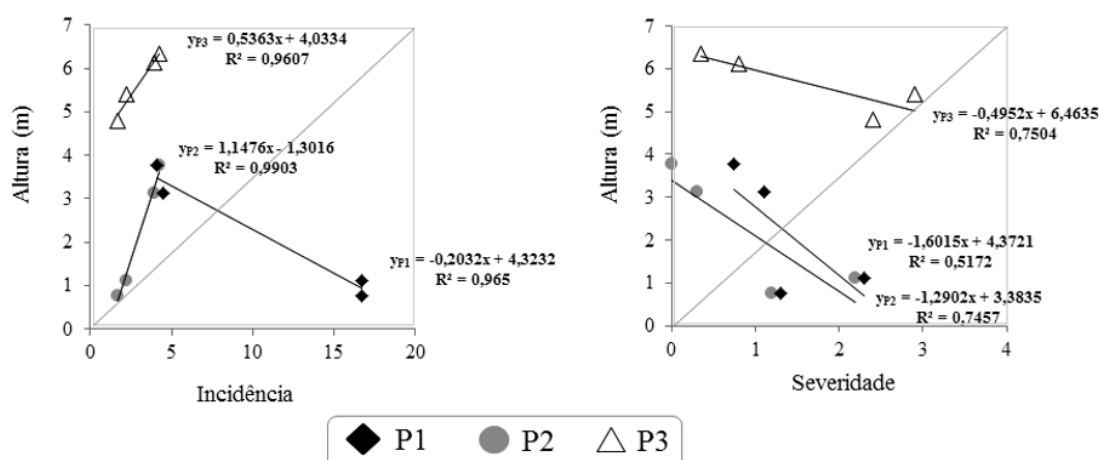 Altura (m)
7
6
5
4
3
2
1
0
0
5
10
15
20
Incidência
yP3 = 0,5363x + 4,0334
R² = 0,9607
yP2 = 1,1476x - 1,3016
R² = 0,9903
yP1 = -0,2032x + 4,3232
R² = 0,965
Altura (m)
7
6
5
4
3
2
1
0
0
1
2
3
4
Severidade
yP3 = -0,4952x + 6,4635
R² = 0,7504
yP1 = -1,6015x + 4,3721
R² = 0,5172
yP2 = -1,2902x + 3,3835
R² = 0,7457
P1 P2 P3